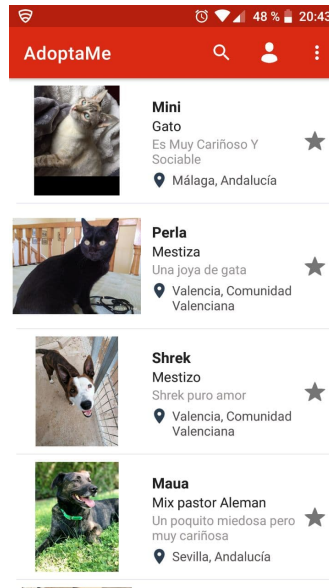 48 % 20:43
AdoptaMe
Mini
Gato
Es Muy Cariñoso Y
Sociable
Málaga, Andalucía
Perla
Mestiza
Una joya de gata
Valencia, Comunidad
Valenciana
Shrek
Mestizo
Shrek puro amor
Valencia, Comunidad
Valenciana
Maua
Mix pastor Aleman
Un poquito miedosa pero
muy cariñosa
Sevilla, Andalucía